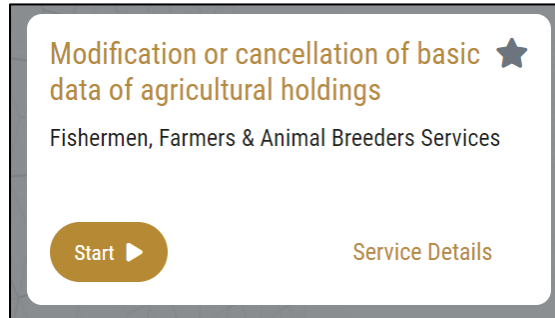 Modification or cancellation of basic
data of agricultural holdings
Fishermen, Farmers & Animal Breeders Services
Start
Service Details